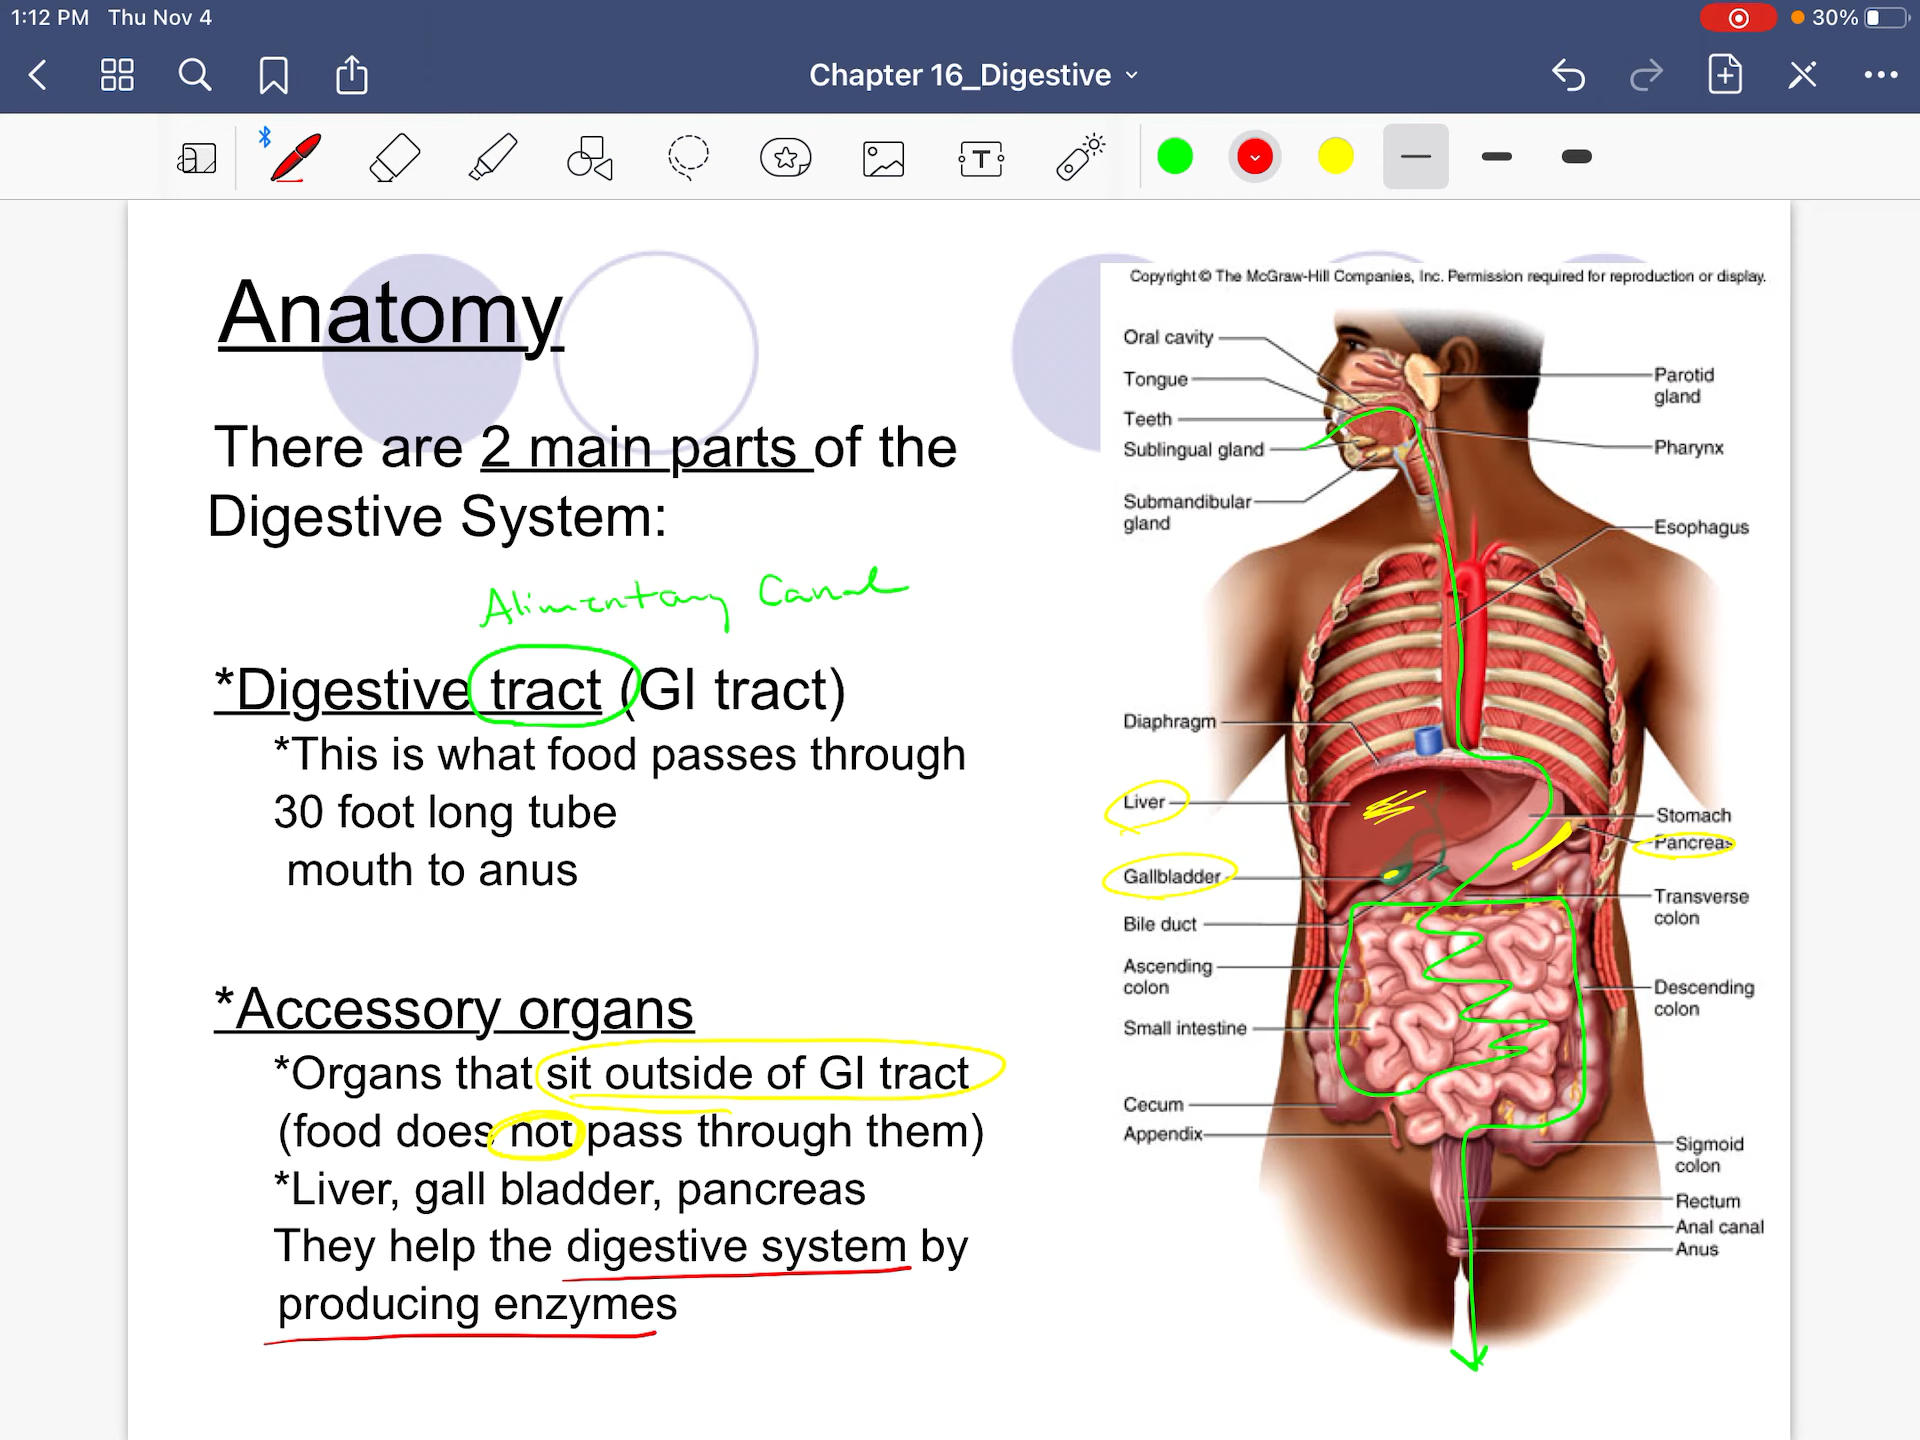 1:12 PM Thu Nov 4
30%
Chapter 16_Digestive
Anatomy
There are 2 main parts of the
Digestive System:
Alimentary Canal
*Digestive tract (GI tract)
*This is what food passes through
30 foot long tube
mouth to anus
*Accessory organs
*Organs that sit outside of GI tract
(food does not pass through them)
*Liver, gall bladder, pancreas
They help the digestive system by
producing enzymes
Copyright © The McGraw-Hill Companies, Inc. Permission required for reproduction or display.
Oral cavity
Tongue
Teeth
Sublingual gland
Submandibular
gland
Diaphragm
Liver
Gallbladder
Bile duct
Ascending
colon
Small intestine
Cecum
Appendix
Parotid
gland
Pharynx
Esophagus
Stomach
Pancreas
Transverse
colon
Descending
colon
Sigmoid
colon
Rectum
Anal canal
Anus